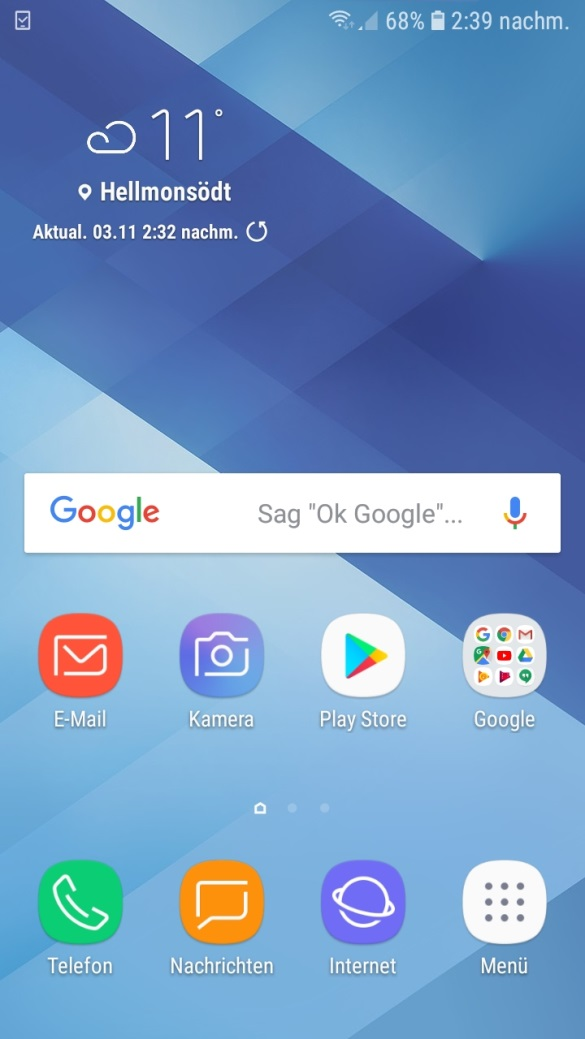 68% 2:39 nachm.
11°
Hellmonsödt
Aktual. 03.11 2:32 nachm.
Google Sag "Ok Google"...
E-Mail Kamera Play Store Google
Telefon Nachrichten Internet Menü